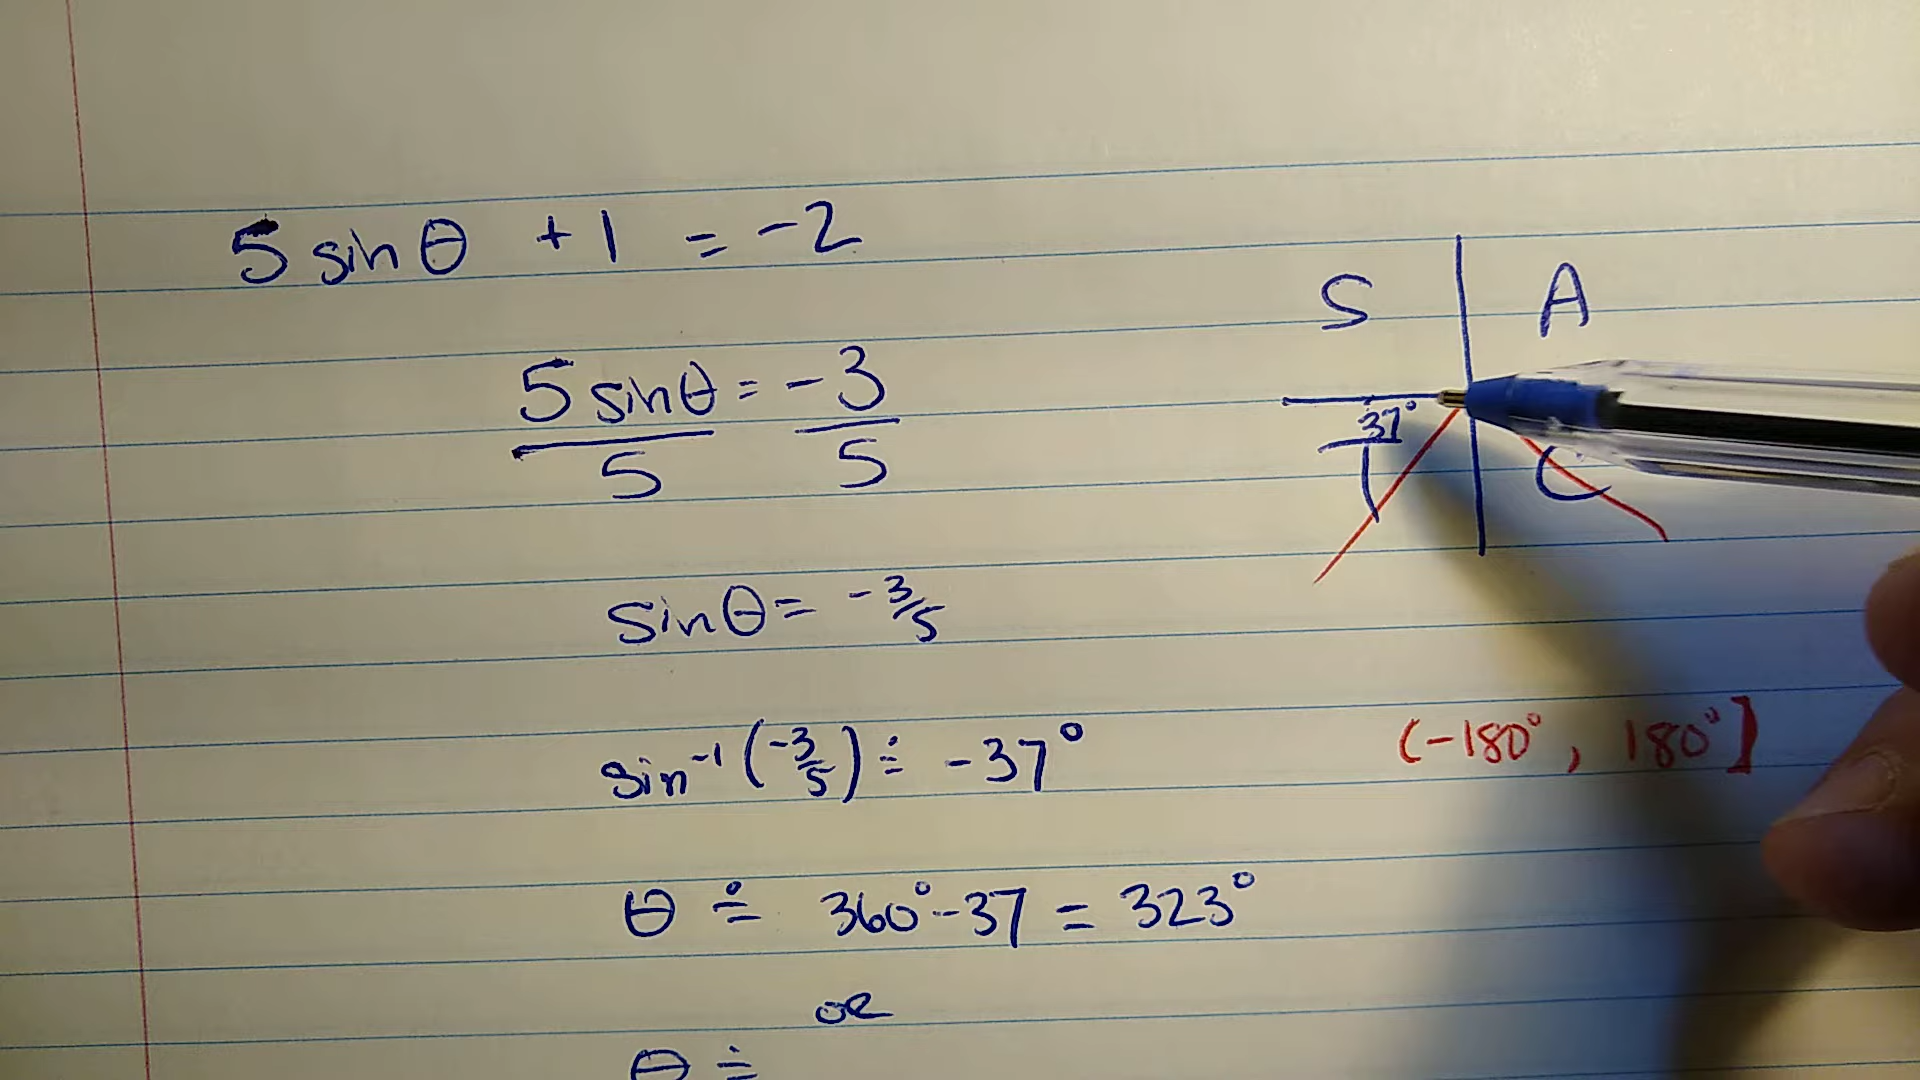 5 sin θ + 1 = -2
5 sin θ = -3
5 5
sin θ = -3/5
sin⁻¹ (-3/5) ≐ -37°
θ ≐ 360° - 37 = 323°
or
θ ≐
S A
37°
T C
(-180°, 180°]